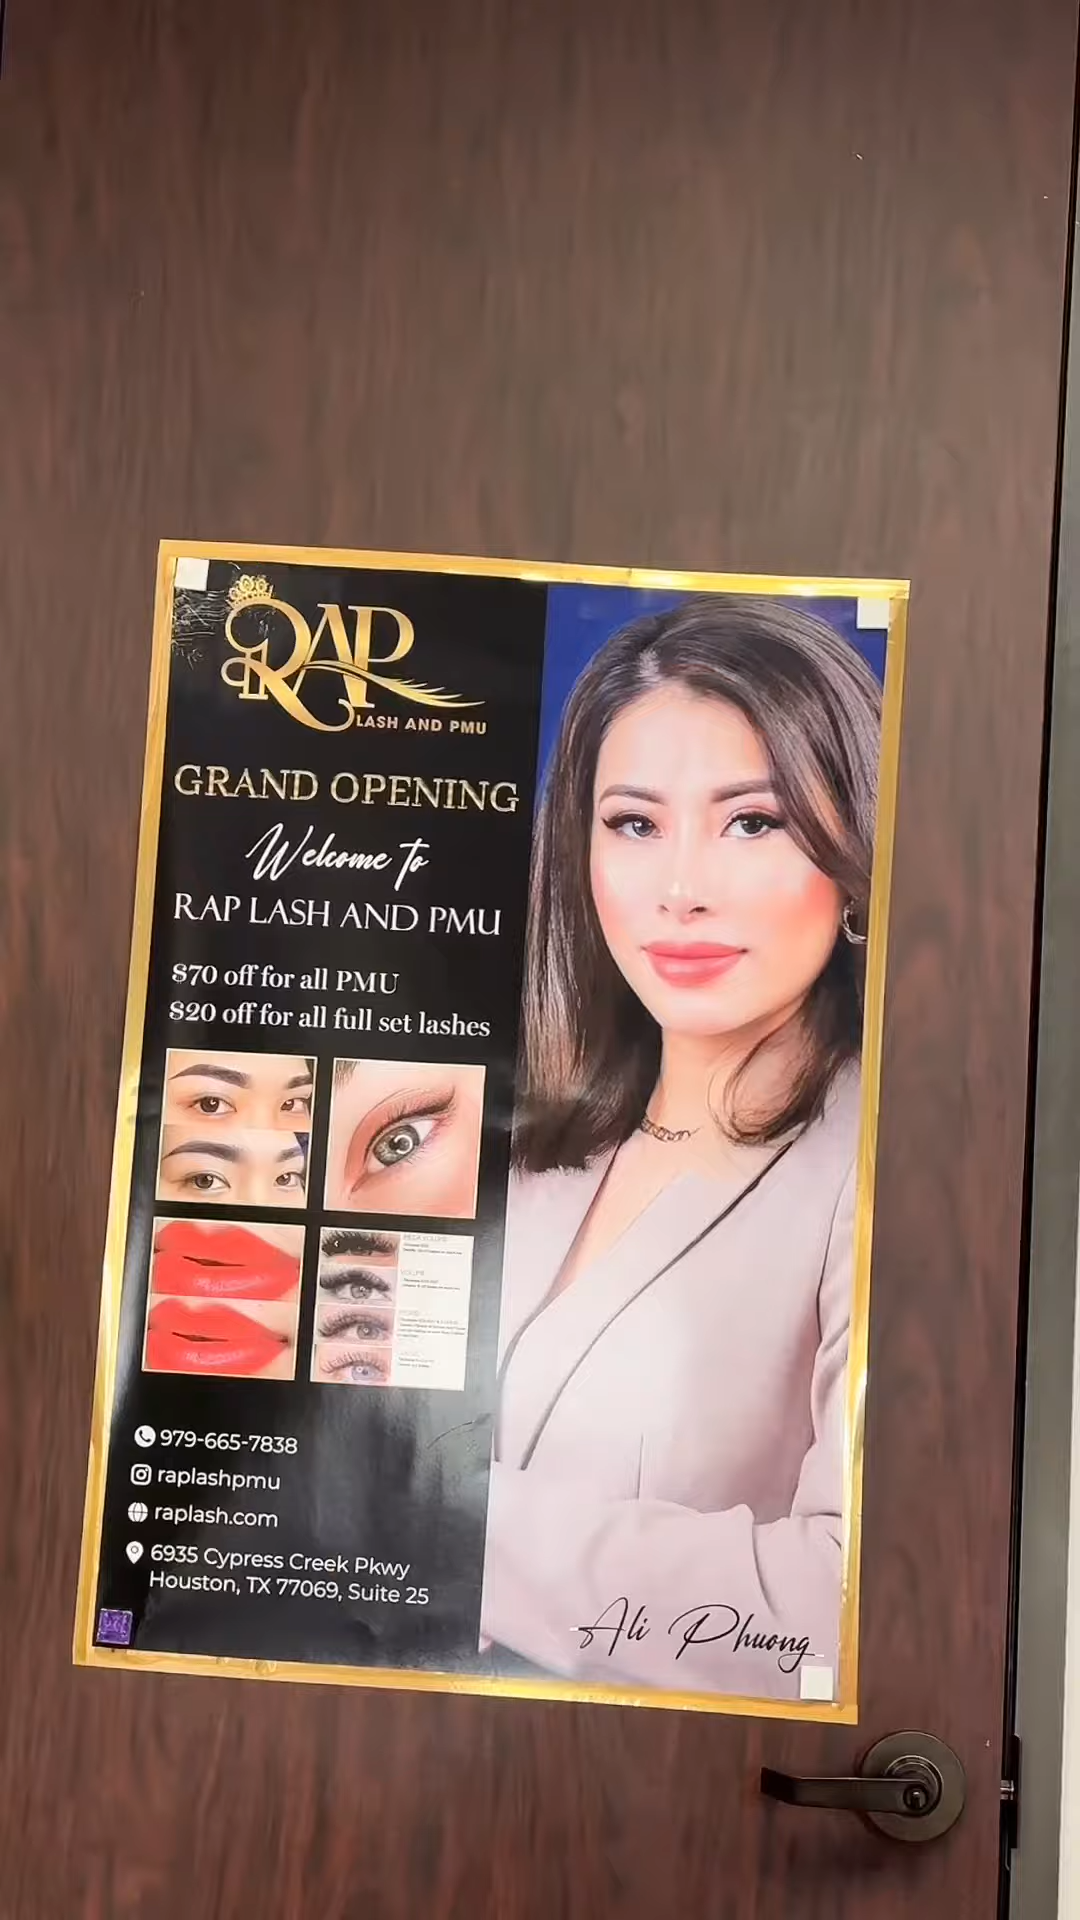 RAP
LASH AND PMU
GRAND OPENING
Welcome To
RAP LASH AND PMU
$70 off for all PMU
$20 off for all full set lashes
VOLUME
979-665-7838
raplashpmu
raplash.com
6935 Cypress Creek Pkwy
Houston, TX 77069, Suite 25
Ali Phuong